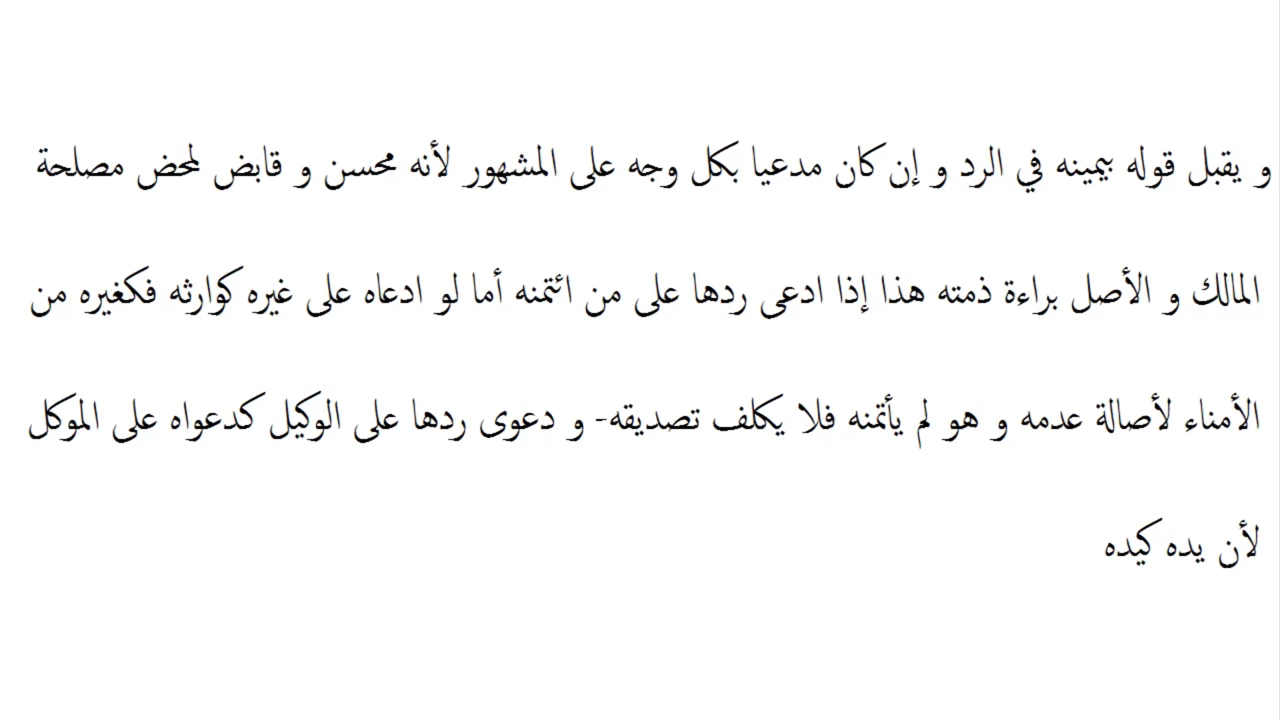 و يقبل قوله بيمينه في الرد و إن كان مدعيا بكل وجه على المشهور لأنه محسن و قابض لمحض مصلحة
المالك و الأصل براءة ذمته هذا إذا ادعى ردها على من ائتمنه أما لو ادعاه على غيره كوارثه فكغيره من
الأمناء لأصالة عدمه و هو لم يأتمنه فلا يكلف تصديقه- و دعوى ردها على الوكيل كدعواه على الموكل
لأن يده كيده